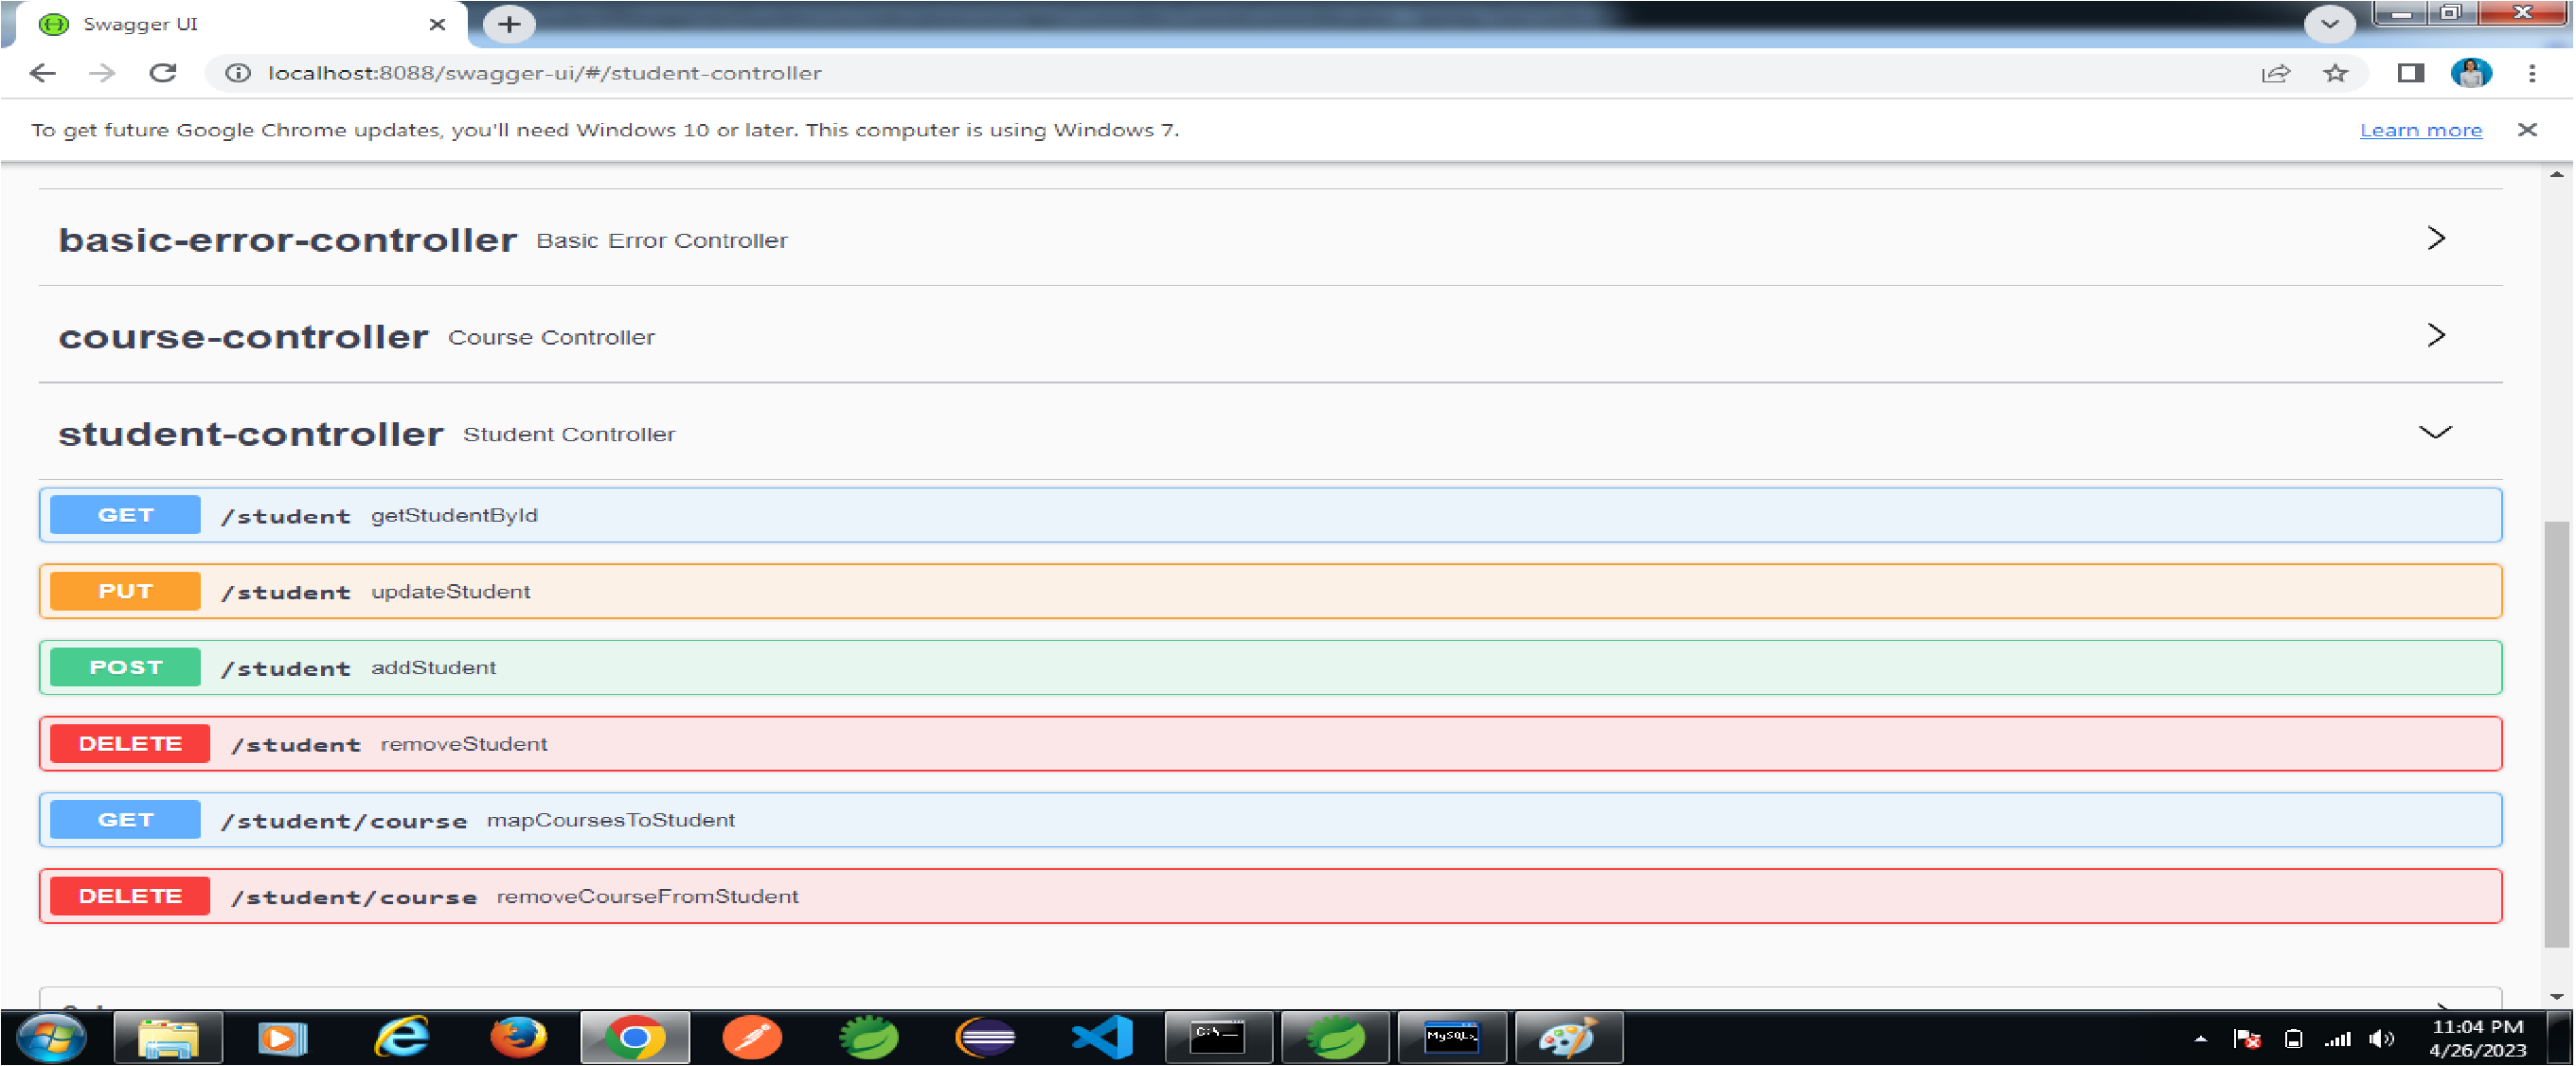 Swagger UI
localhost:8088/swagger-ui/#/student-controller
To get future Google Chrome updates, you'll need Windows 10 or later. This computer is using Windows 7. Learn more
basic-error-controller Basic Error Controller
course-controller Course Controller
student-controller Student Controller
GET /student getStudentById
PUT /student updateStudent
POST /student addStudent
DELETE /student removeStudent
GET /student/course mapCoursesToStudent
DELETE /student/course removeCourseFromStudent
C:\_
MySQL>
11:04 PM
4/26/2023